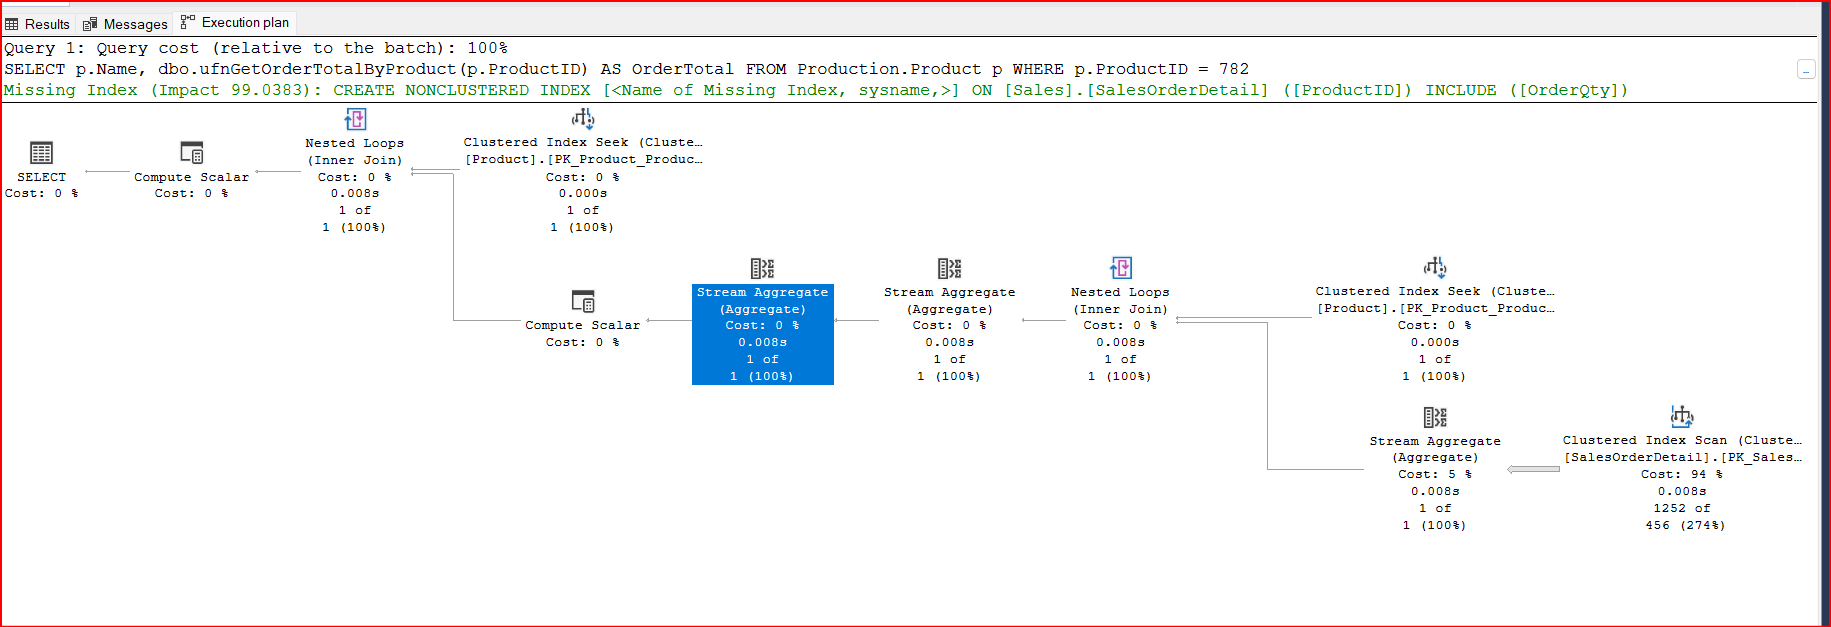 Results Messages Execution plan
Query 1: Query cost (relative to the batch): 100%
SELECT p.Name, dbo.ufnGetOrderTotalByProduct(p.ProductID) AS OrderTotal FROM Production.Product p WHERE p.ProductID = 782
...
Missing Index (Impact 99.0383): CREATE NONCLUSTERED INDEX [<Name of Missing Index, sysname,>] ON [Sales].[SalesOrderDetail] ([ProductID]) INCLUDE ([OrderQty])
SELECT
Cost: 0 %
Compute Scalar
Cost: 0 %
Nested Loops
(Inner Join)
Cost: 0 %
0.008s
1 of
1 (100%)
Clustered Index Seek (Cluste…
[Product].[PK_Product_Produc…
Cost: 0 %
0.000s
1 of
1 (100%)
Compute Scalar
Cost: 0 %
Stream Aggregate
(Aggregate)
Cost: 0 %
0.008s
1 of
1 (100%)
Stream Aggregate
(Aggregate)
Cost: 0 %
0.008s
1 of
1 (100%)
Nested Loops
(Inner Join)
Cost: 0 %
0.008s
1 of
1 (100%)
Clustered Index Seek (Cluste…
[Product].[PK_Product_Produc…
Cost: 0 %
0.000s
1 of
1 (100%)
Stream Aggregate
(Aggregate)
Cost: 5 %
0.008s
1 of
1 (100%)
Clustered Index Scan (Cluste…
[SalesOrderDetail].[PK_Sales…
Cost: 94 %
0.008s
1252 of
456 (274%)